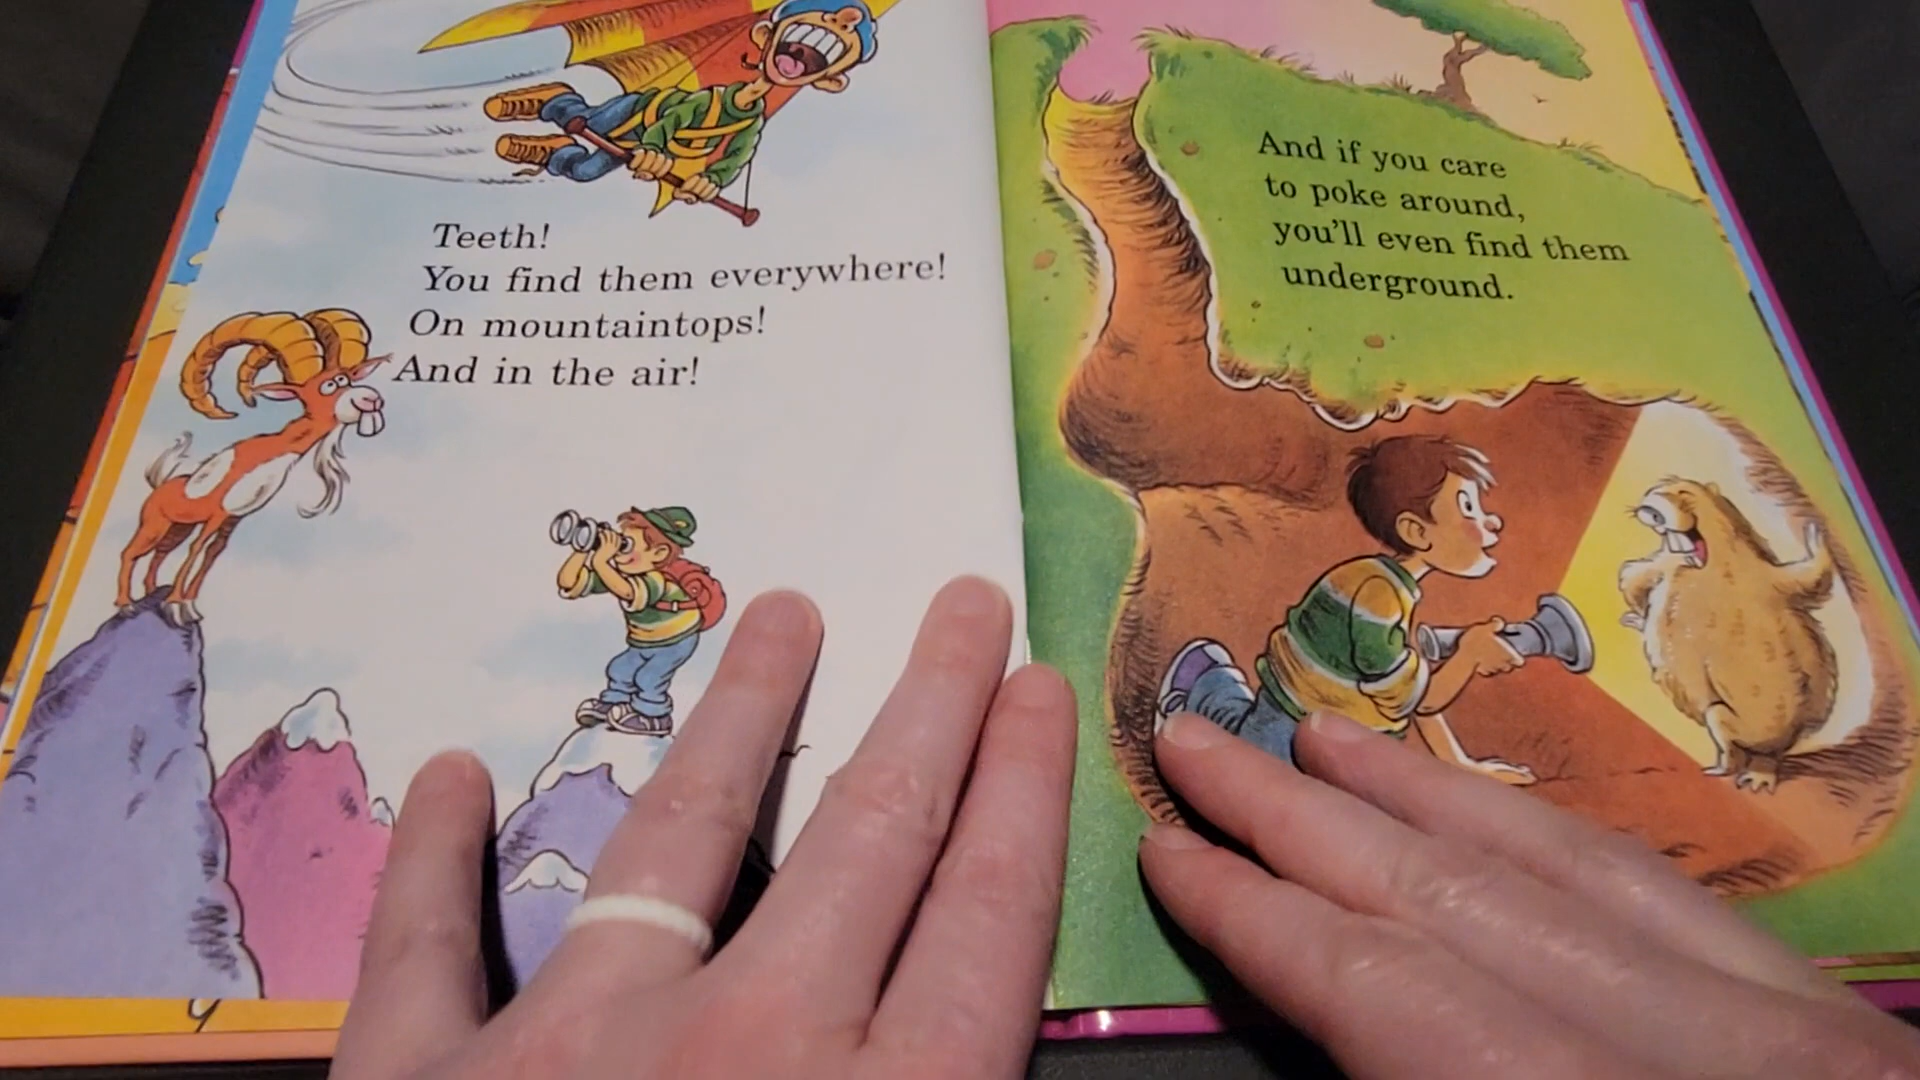 Teeth!
You find them everywhere!
On mountaintops!
And in the air!
And if you care
to poke around,
you'll even find them
underground.